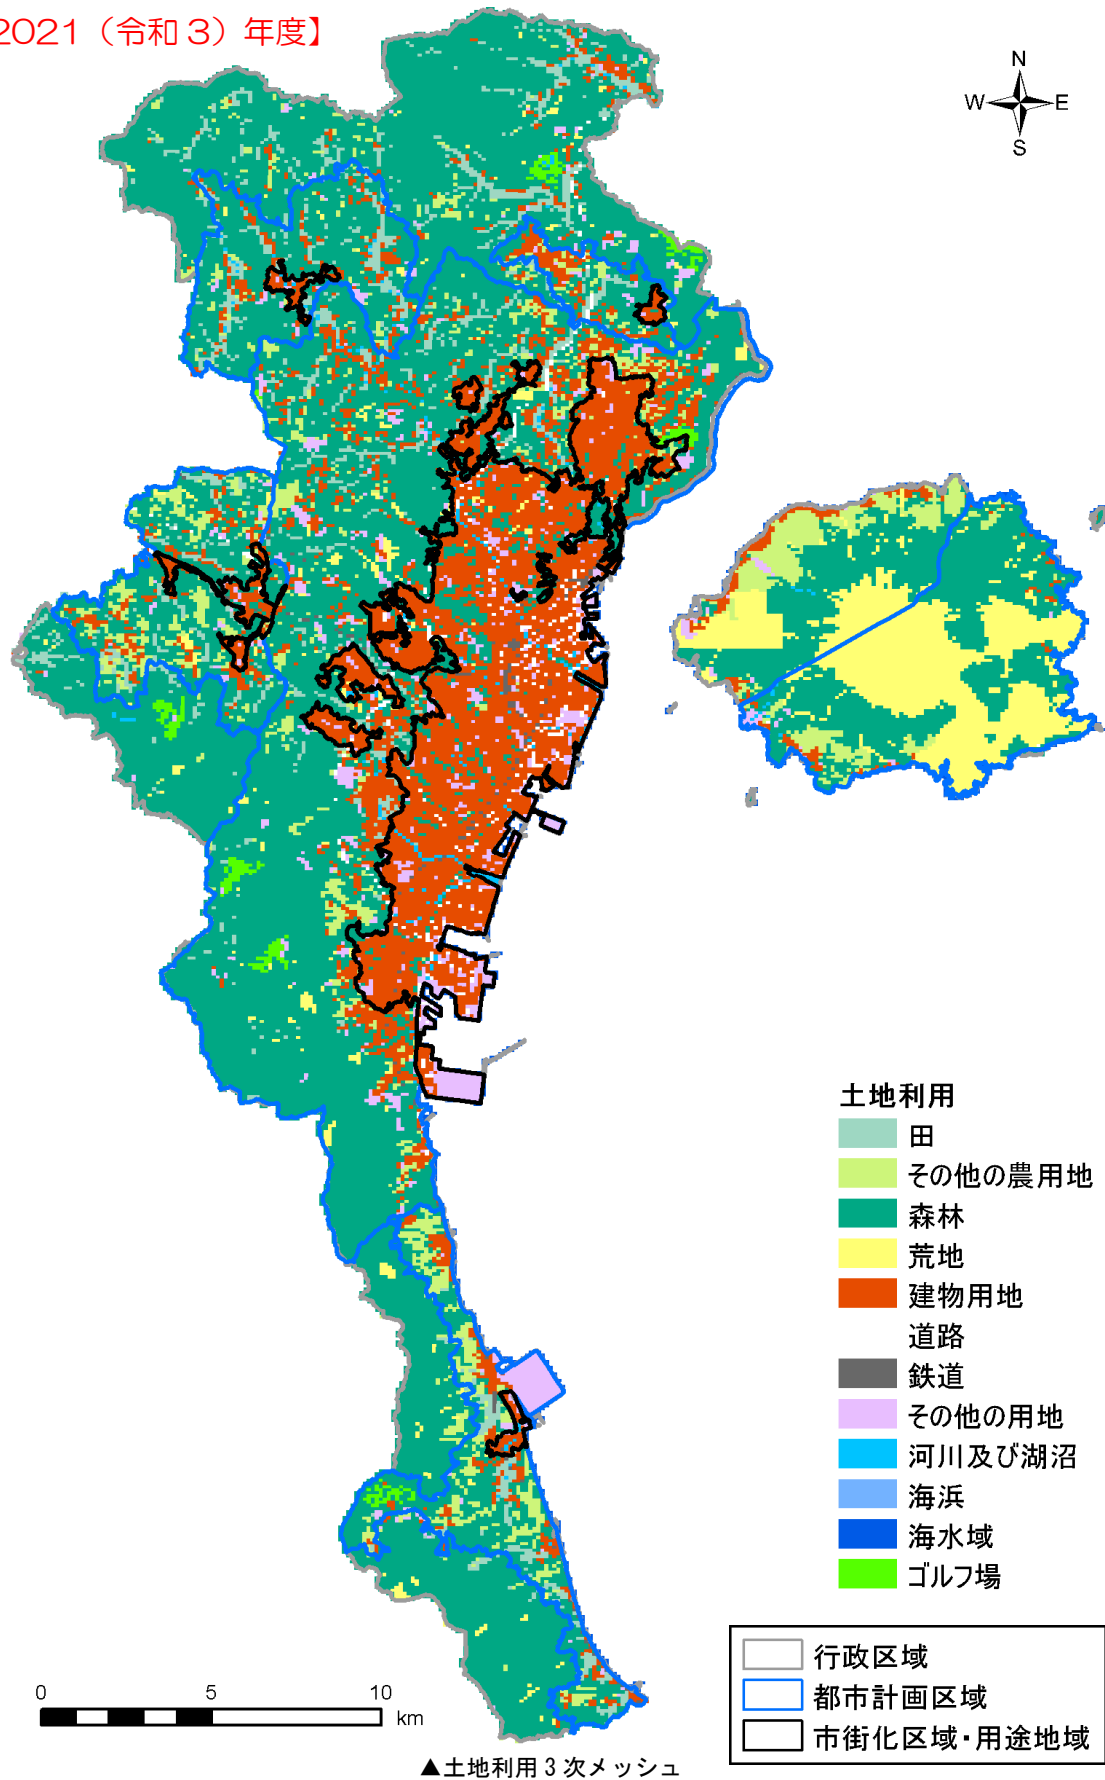 2021（令和３）年度】
N
W E
S
土地利用
田
その他の農用地
森林
荒地
建物用地
道路
鉄道
その他の用地
河川及び湖沼
海浜
海水域
ゴルフ場
行政区域
都市計画区域
市街化区域・用途地域
0 5 10
km
▲土地利用３次メッシュ